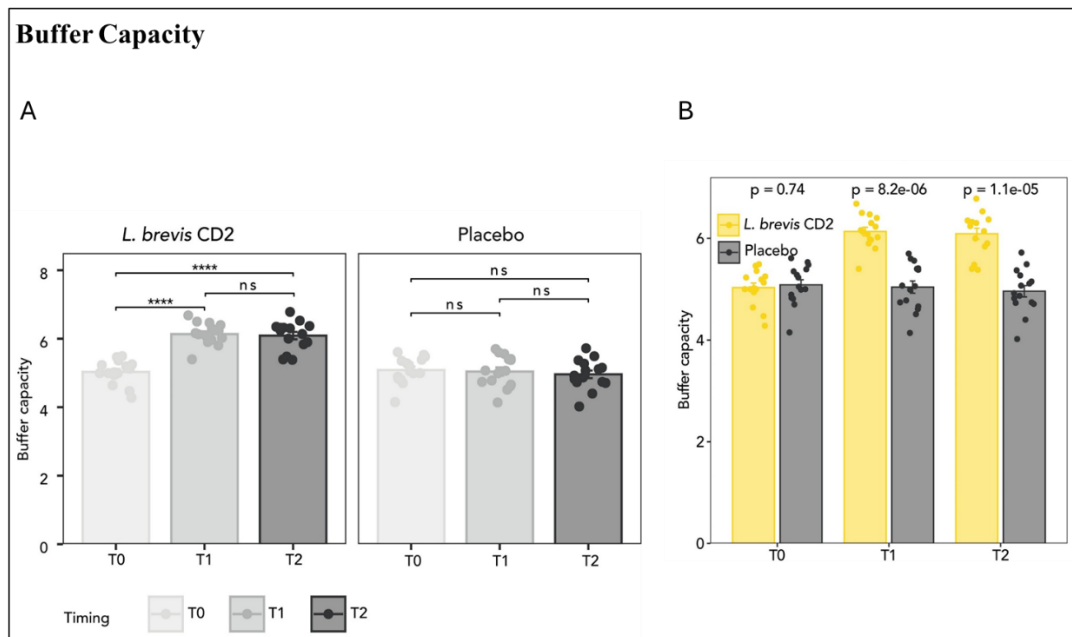 Buffer Capacity
A
L. brevis CD2
Placebo
****
****
ns
ns
ns
ns
Buffer capacity
8
6
4
2
0
T0
T1
T2
T0
T1
T2
Timing
T0
T1
T2
B
p = 0.74
p = 8.2e-06
p = 1.1e-05
L. brevis CD2
Placebo
Buffer capacity
6
4
2
0
T0
T1
T2